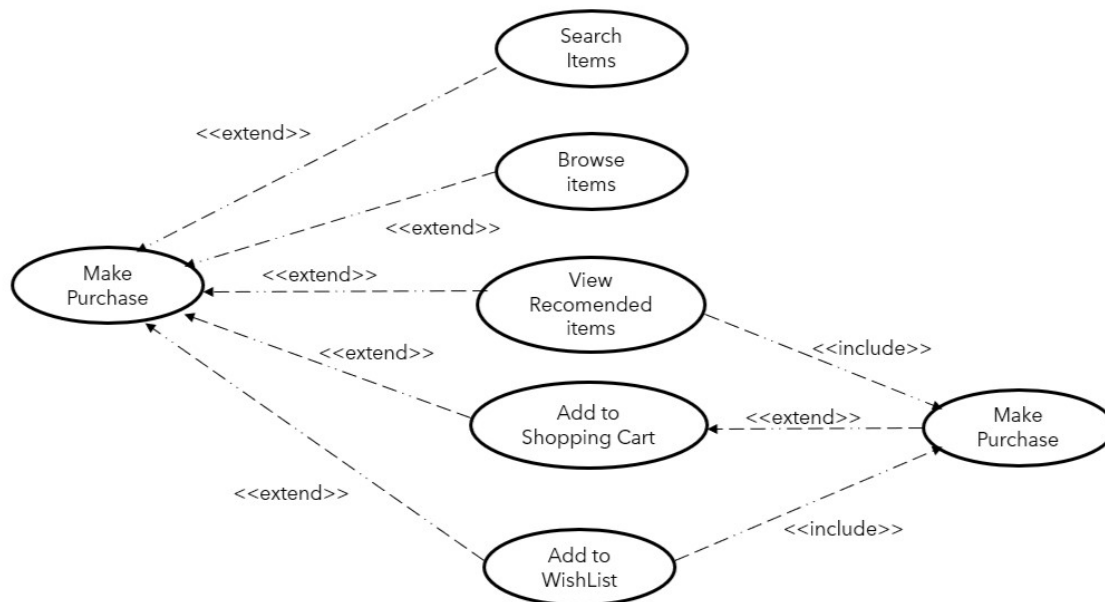 Search
Items
<<extend>>
Browse
items
<<extend>>
Make
Purchase
<<extend>>
View
Recomended
items
<<extend>>
<<include>>
Add to
Shopping Cart
<<extend>>
Make
Purchase
<<extend>>
<<include>>
Add to
WishList